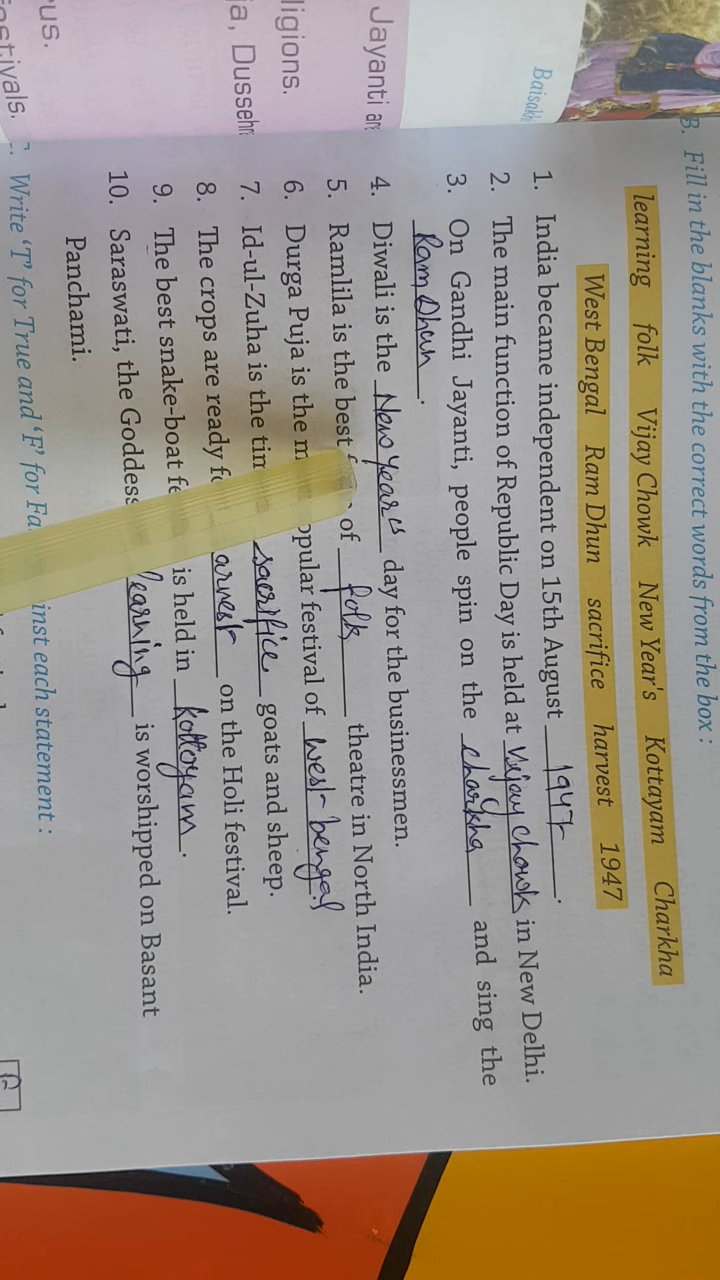 Baisakh
Jayanti ar
ligions.
ja, Dusseh
us.
estivals.
B. Fill in the blanks with the correct words from the box :
learning folk Vijay Chowk New Year's Kottayam Charkha
West Bengal Ram Dhun sacrifice harvest 1947
1. India became independent on 15th August 1947.
2. The main function of Republic Day is held at Vijay Chowk in New Delhi.
3. On Gandhi Jayanti, people spin on the charkha and sing the
Ram Dhun.
4. Diwali is the New Year's day for the businessmen.
5. Ramlila is the best of folk theatre in North India.
6. Durga Puja is the m opular festival of west bengal
7. Id-ul-Zuha is the tim sacrifice goats and sheep.
8. The crops are ready fo arvest on the Holi festival.
9. The best snake-boat fe is held in kottoyam.
10. Saraswati, the Goddess learning is worshipped on Basant
Panchami.
Write 'T' for True and 'F' for Fa inst each statement :